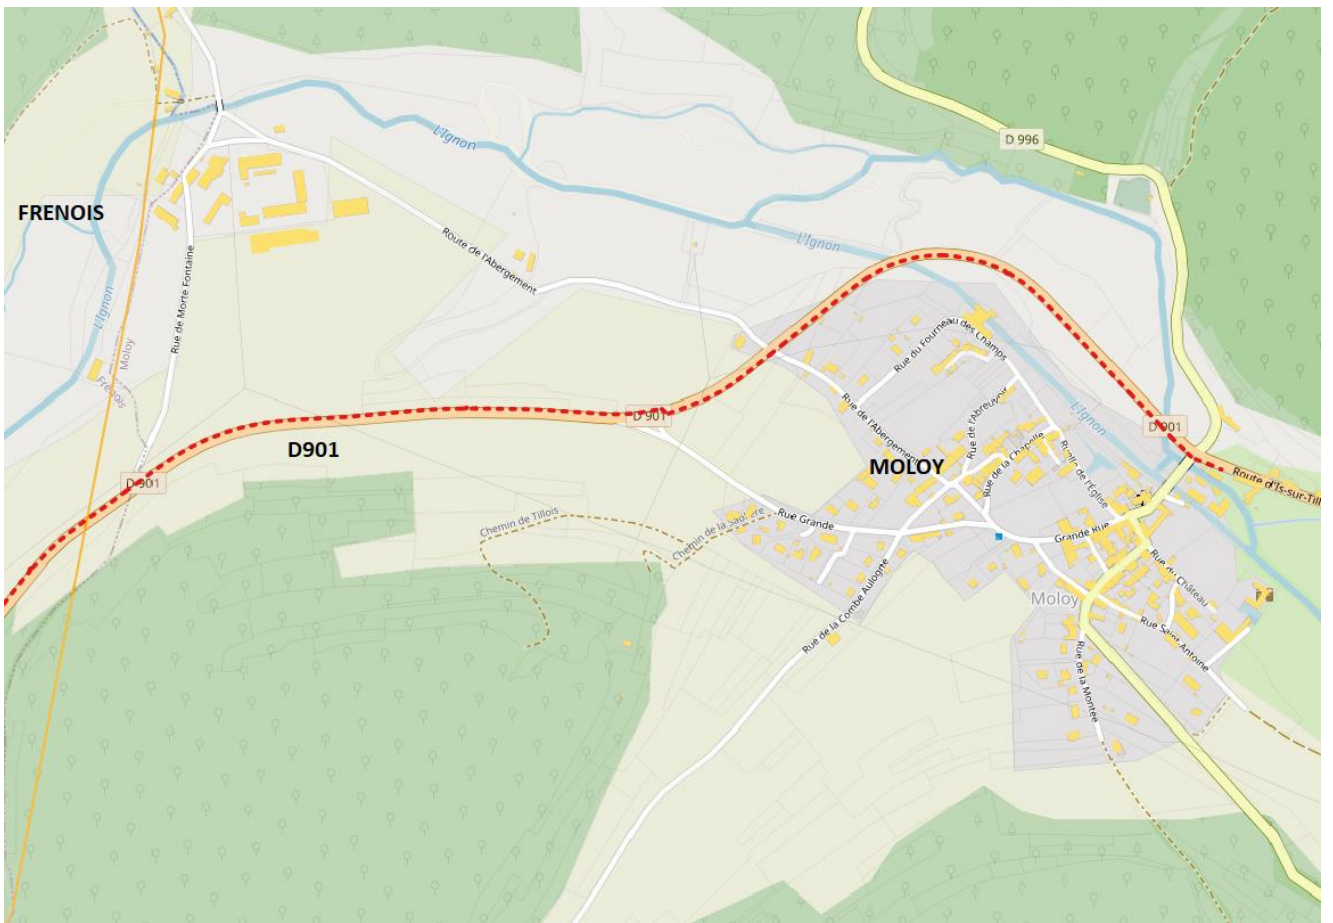 D 996
L'Ignon
FRENOIS
L'Ignon
Route de l'Abergement
Rue de Morte Fontaine
L'Ignon
Moloy
Frénois
Rue du Fourneau des Champs
Rue de l'Abreuvoir
Rue de l'Abergement
L'Ignon
D 901
D 901
D901
MOLOY
Rue de la Chapelle
Ruelle de l'Église
D 901
Route d'Is-sur-Till
Chemin de Tillois
Chemin de la Sablière
Rue Grande
Grande Rue
Rue du Château
Moloy
Rue de la Combe Aulogne
Rue Saint-Antoine
Rue de la Montée